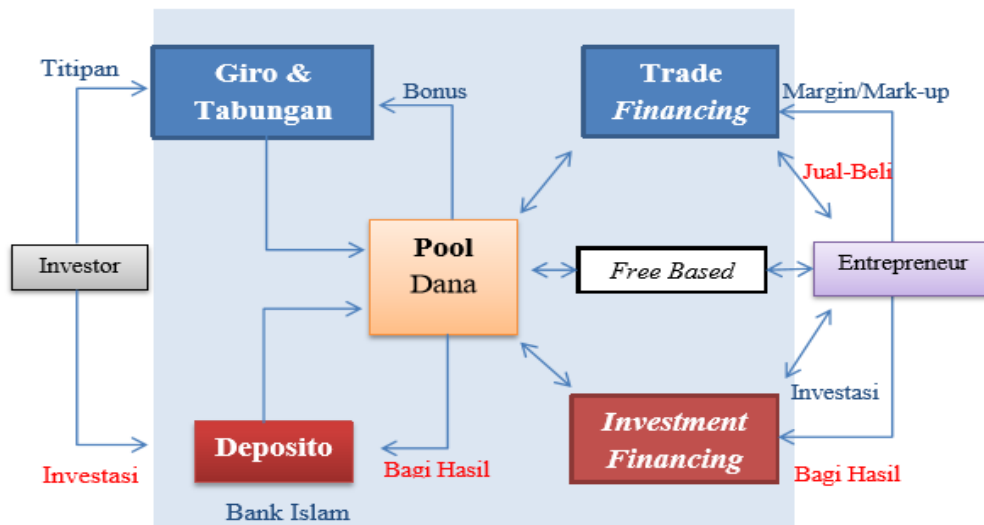 Titipan
Giro &
Tabungan
Bonus
Trade
Financing
Margin/Mark-up
Jual-Beli
Investor
Pool
Dana
Free Based
Entrepreneur
Investasi
Deposito
Bagi Hasil
Investment
Financing
Investasi
Bagi Hasil
Bank Islam